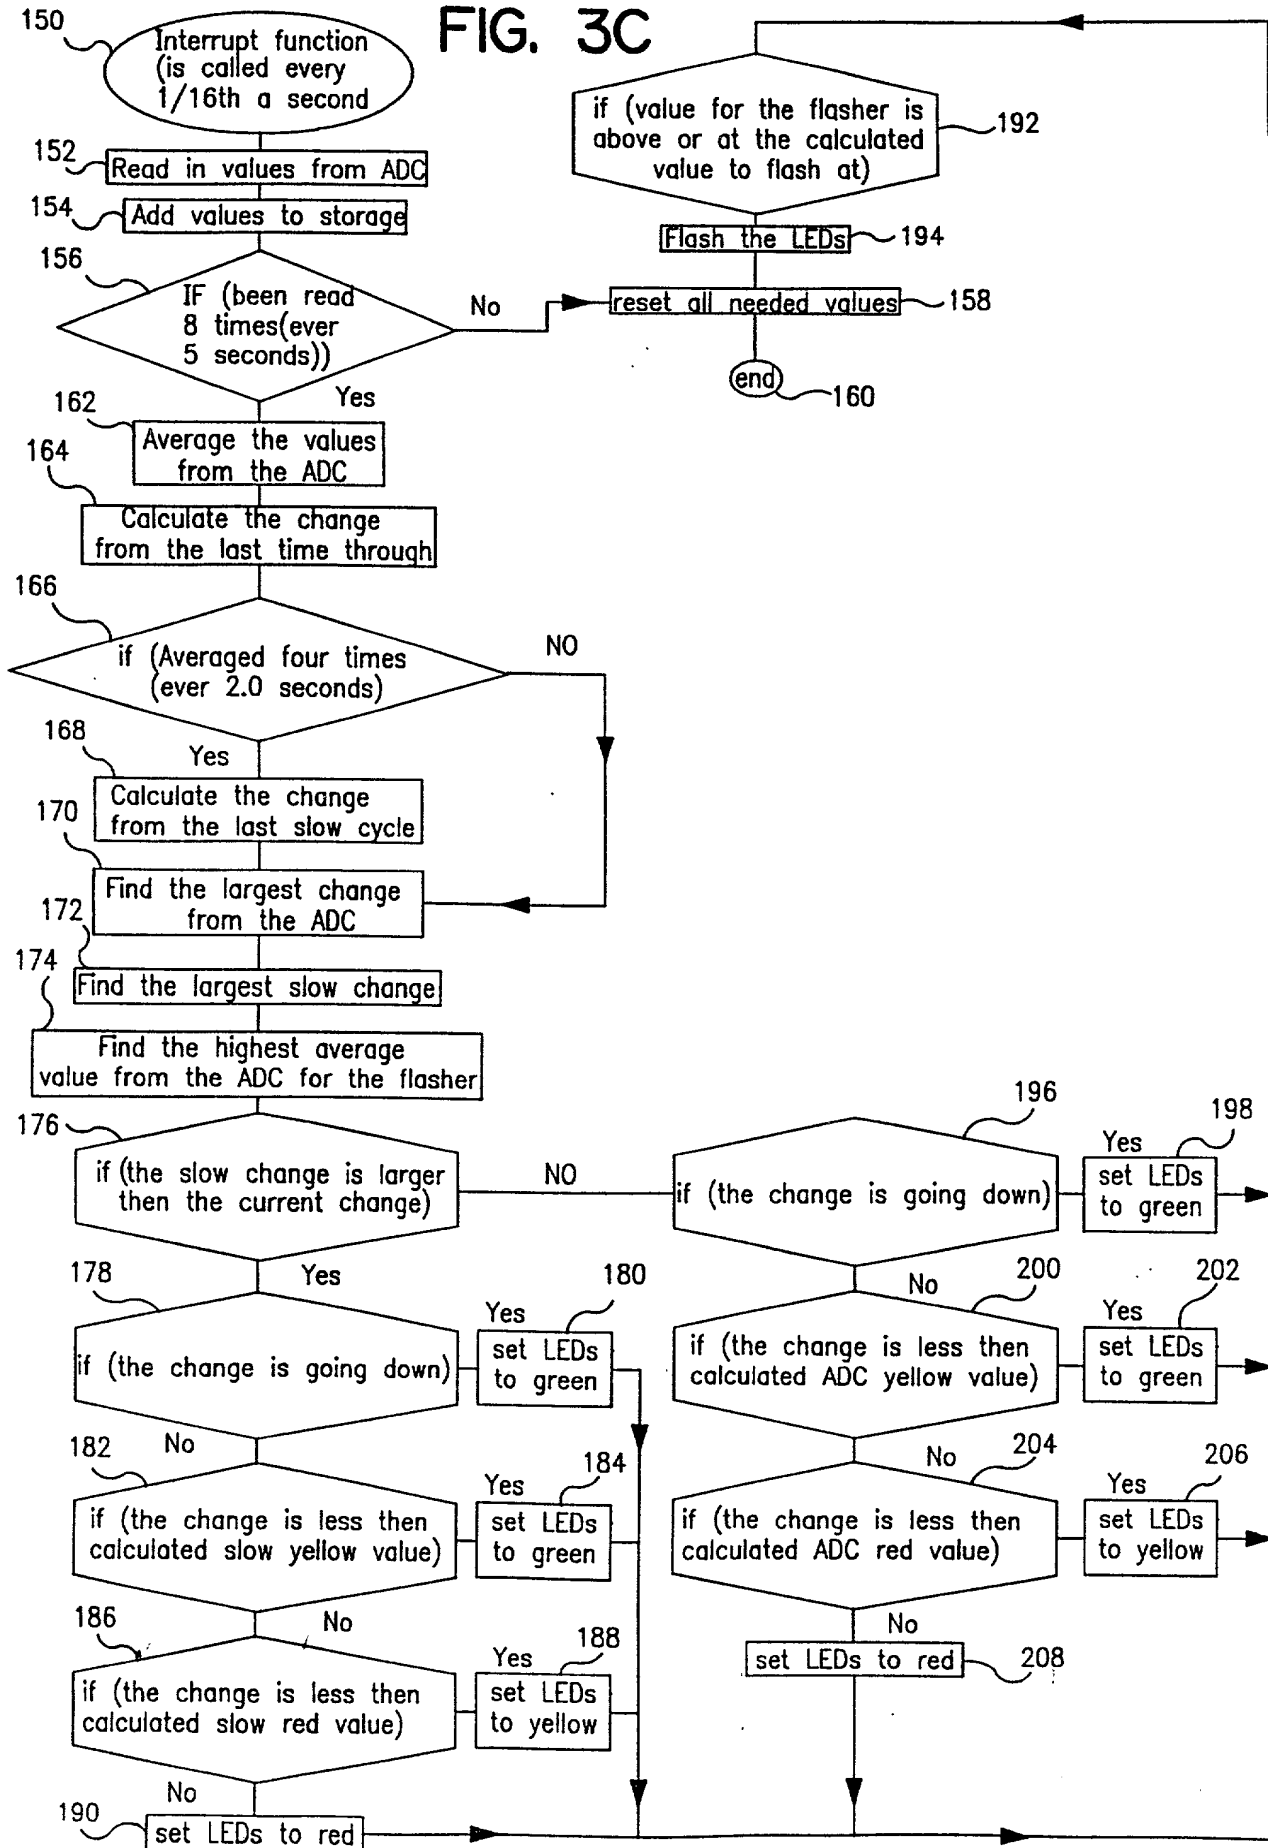 FIG. 3C
150
Interrupt function
(is called every
1/16th a second
152
Read in values from ADC
154
Add values to storage
156
IF (been read
8 times(ever
5 seconds))
No
Yes
162
Average the values
from the ADC
164
Calculate the change
from the last time through
166
if (Averaged four times
(ever 2.0 seconds)
NO
Yes
168
Calculate the change
from the last slow cycle
170
Find the largest change
from the ADC
172
Find the largest slow change
174
Find the highest average
value from the ADC for the flasher
176
if (the slow change is larger
then the current change)
NO
Yes
178
if (the change is going down)
Yes
180
set LEDs
to green
No
182
if (the change is less then
calculated slow yellow value)
Yes
184
set LEDs
to green
No
186
if (the change is less then
calculated slow red value)
Yes
188
set LEDs
to yellow
No
190
set LEDs to red
if (value for the flasher is
above or at the calculated
value to flash at)
192
Flash the LEDs
194
reset all needed values
158
end
160
196
if (the change is going down)
Yes
198
set LEDs
to green
No
200
if (the change is less then
calculated ADC yellow value)
Yes
202
set LEDs
to green
No
204
if (the change is less then
calculated ADC red value)
Yes
206
set LEDs
to yellow
No
set LEDs to red
208